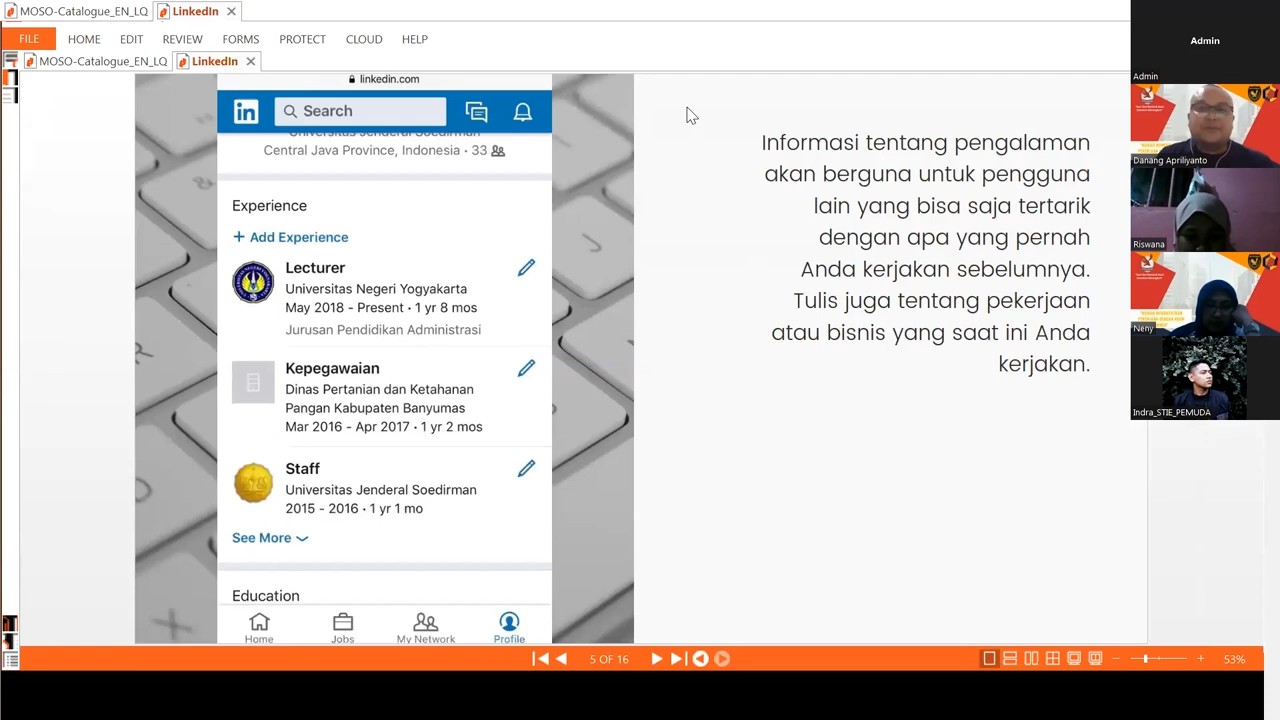 MOSO-Catalogue_EN_LQ
LinkedIn
FILE
HOME
EDIT
REVIEW
FORMS
PROTECT
CLOUD
HELP
MOSO-Catalogue_EN_LQ
LinkedIn
linkedin.com
in
Search
Universitas Jenderal Soedirman
Central Java Province, Indonesia · 33
Experience
+ Add Experience
Lecturer
Universitas Negeri Yogyakarta
May 2018 - Present · 1 yr 8 mos
Jurusan Pendidikan Administrasi
Kepegawaian
Dinas Pertanian dan Ketahanan
Pangan Kabupaten Banyumas
Mar 2016 - Apr 2017 · 1 yr 2 mos
Staff
Universitas Jenderal Soedirman
2015 - 2016 · 1 yr 1 mo
See More
Education
Home
Jobs
My Network
Profile
Informasi tentang pengalaman
akan berguna untuk pengguna
lain yang bisa saja tertarik
dengan apa yang pernah
Anda kerjakan sebelumnya.
Tulis juga tentang pekerjaan
atau bisnis yang saat ini Anda
kerjakan.
Admin
Admin
Danang Apriliyanto
Riswana
Neny
Indra_STIE_PEMUDA
5 OF 16
53%